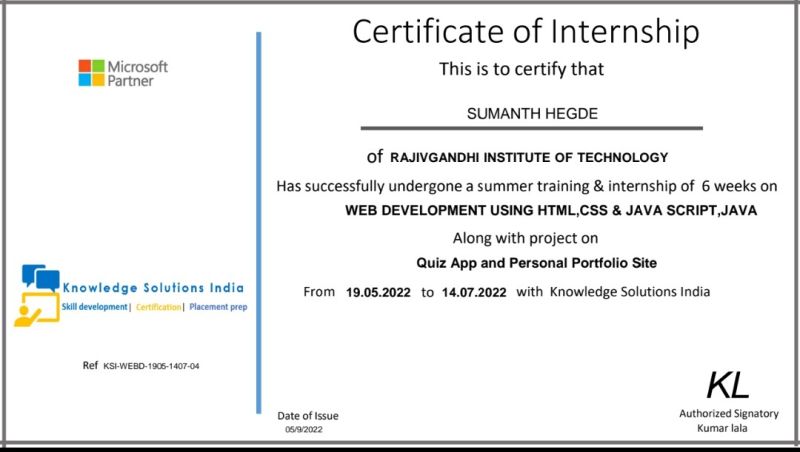 Microsoft
Partner
Knowledge Solutions India
Skill development| Certification| Placement prep
Ref KSI-WEBD-1905-1407-04
Certificate of Internship
This is to certify that
SUMANTH HEGDE
of RAJIVGANDHI INSTITUTE OF TECHNOLOGY
Has successfully undergone a summer training & internship of 6 weeks on
WEB DEVELOPMENT USING HTML,CSS & JAVA SCRIPT,JAVA
Along with project on
Quiz App and Personal Portfolio Site
From 19.05.2022 to 14.07.2022 with Knowledge Solutions India
Date of Issue
05/9/2022
KL
Authorized Signatory
Kumar lala